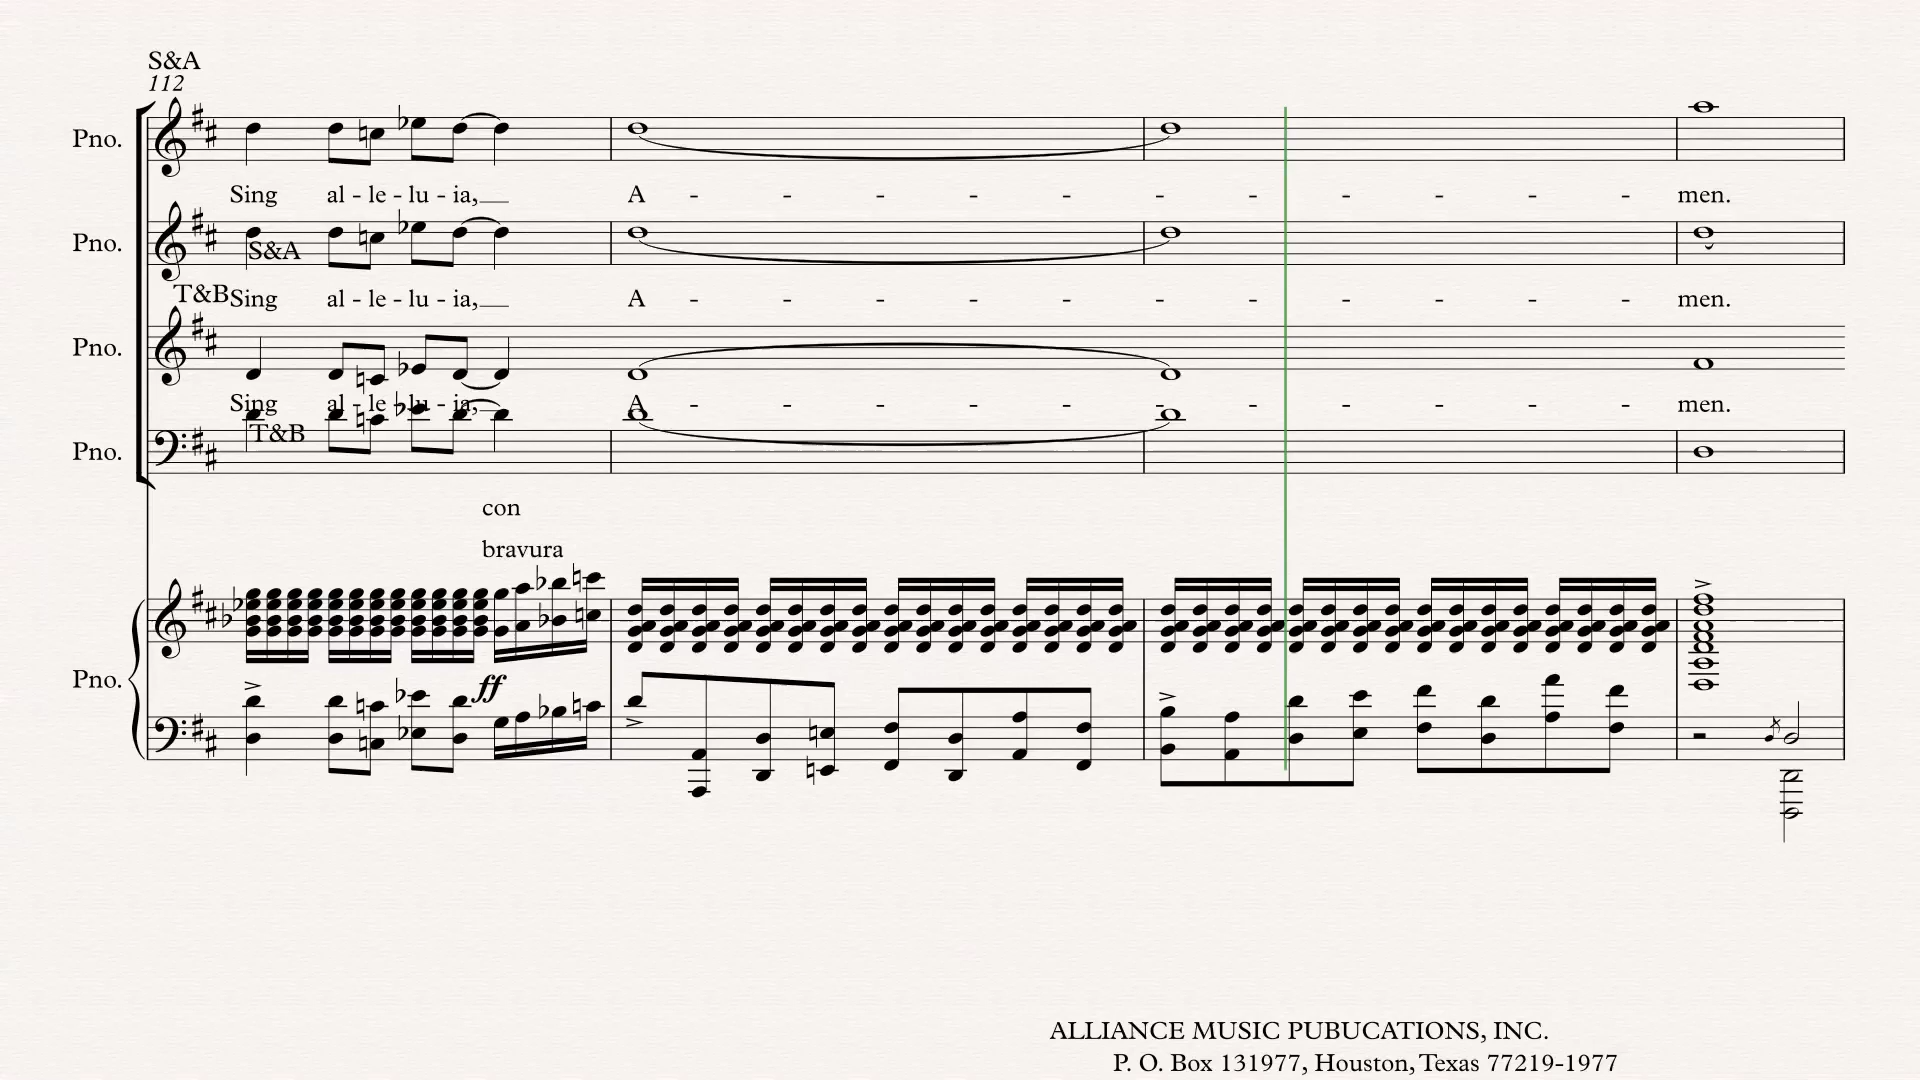 S&A
112
Pno.
Sing al - le - lu - ia, A - - - - - - - - - - - men.
Pno.
S&A
T&B
Sing al - le - lu - ia, A - - - - - - - - - - - men.
Pno.
Sing al - le - lu - ia, A - - - - - - - - - - - men.
Pno.
T&B
con
bravura
Pno.
ff
ALLIANCE MUSIC PUBUCATIONS, INC.
P. O. Box 131977, Houston, Texas 77219-1977